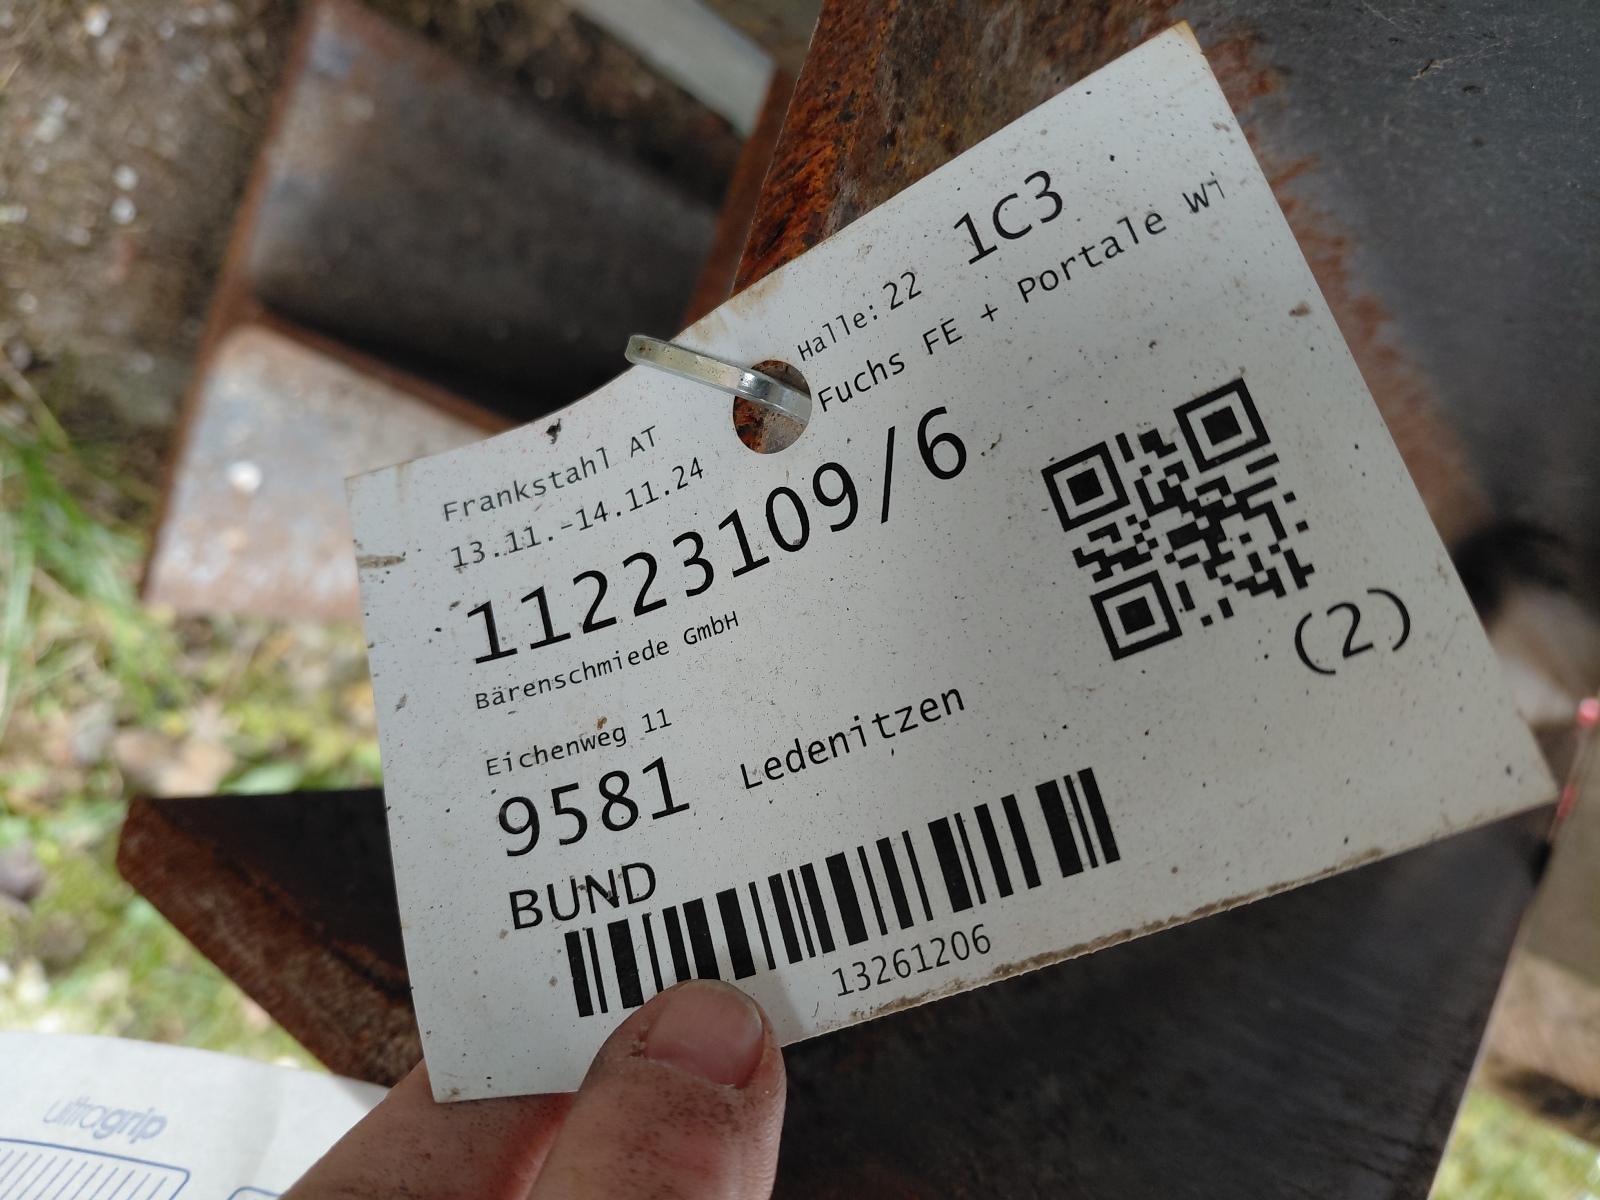 Halle: 22 1C3
Fuchs FE + Portale Wi
Frankstahl AT
13.11.-14.11.24
11223109/6
Bärenschmiede GmbH
(2)
Eichenweg 11
9581 Ledenitzen
BUND
13261206
ultragrip